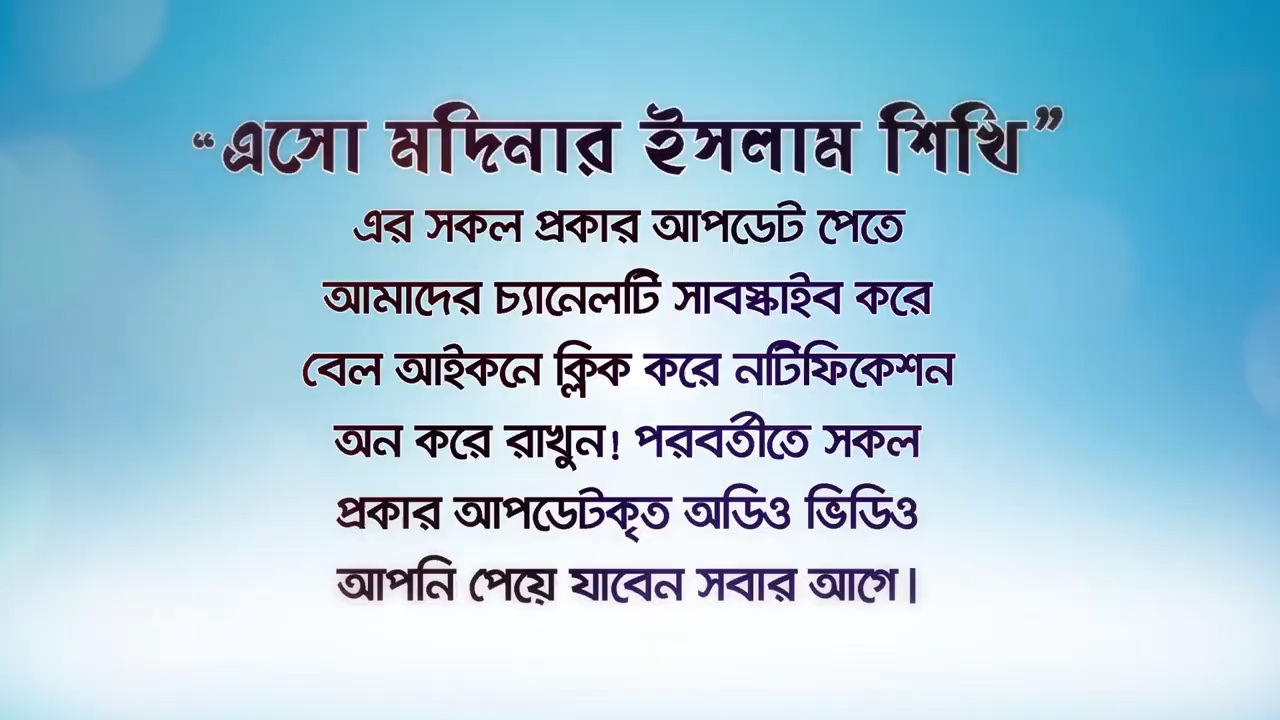 “এসো মদিনার ইসলাম শিখি”
এর সকল প্রকার আপডেট পেতে
আমাদের চ্যানেলটি সাবস্ক্রাইব করে
বেল আইকনে ক্লিক করে নটিফিকেশন
অন করে রাখুন! পরবর্তীতে সকল
প্রকার আপডেটকৃত অডিও ভিডিও
আপনি পেয়ে যাবেন সবার আগে।